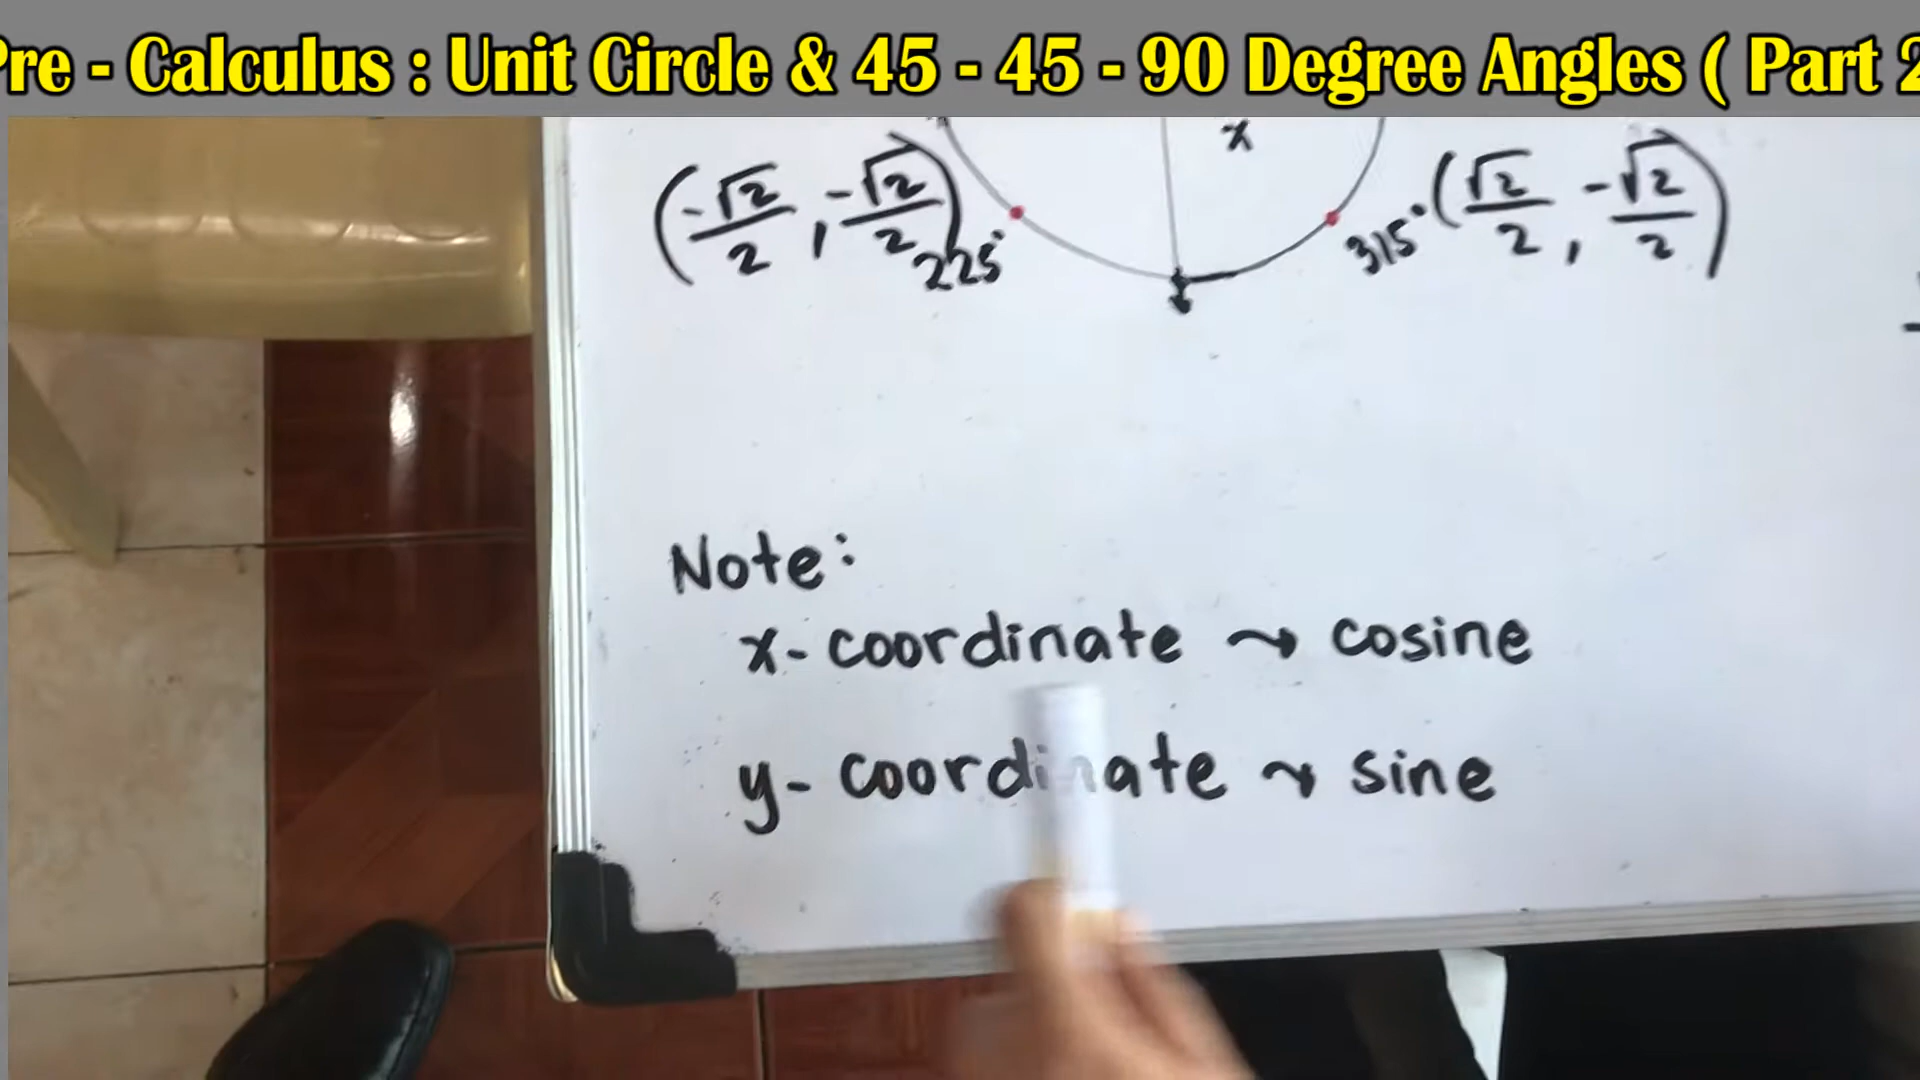 Pre - Calculus : Unit Circle & 45 - 45 - 90 Degree Angles ( Part 2
x
(-√2/2, -√2/2) 225° 315° (√2/2, -√2/2)
Note:
x- coordinate ⤳ cosine
y- coordinate ⤳ sine